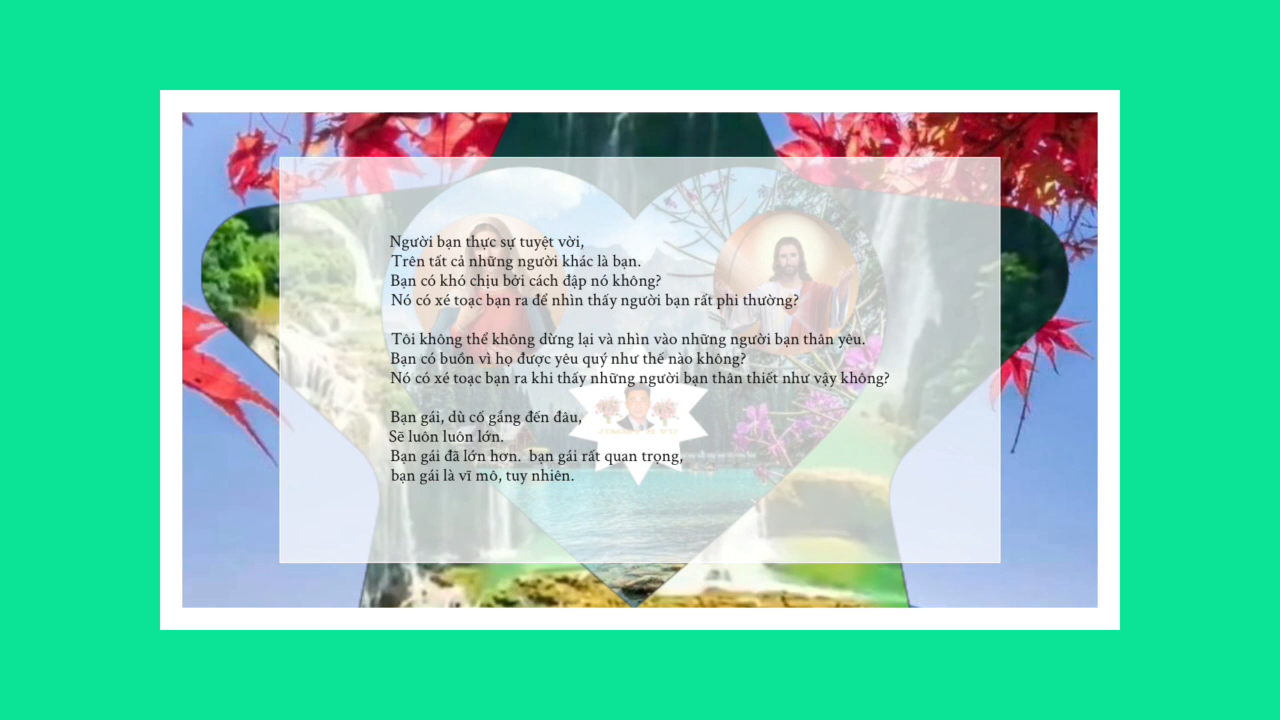 Người bạn thực sự tuyệt vời,
Trên tất cả những người khác là bạn.
Bạn có khó chịu bởi cách đập nó không?
Nó có xé toạc bạn ra để nhìn thấy người bạn rất phi thường?
Tôi không thể không dừng lại và nhìn vào những người bạn thân yêu.
Bạn có buồn vì họ được yêu quý như thế nào không?
Nó có xé toạc bạn ra khi thấy những người bạn thân thiết như vậy không?
Bạn gái, dù cố gắng đến đâu,
Sẽ luôn luôn lớn.
Bạn gái đã lớn hơn.  bạn gái rất quan trọng,
bạn gái là vĩ mô, tuy nhiên.